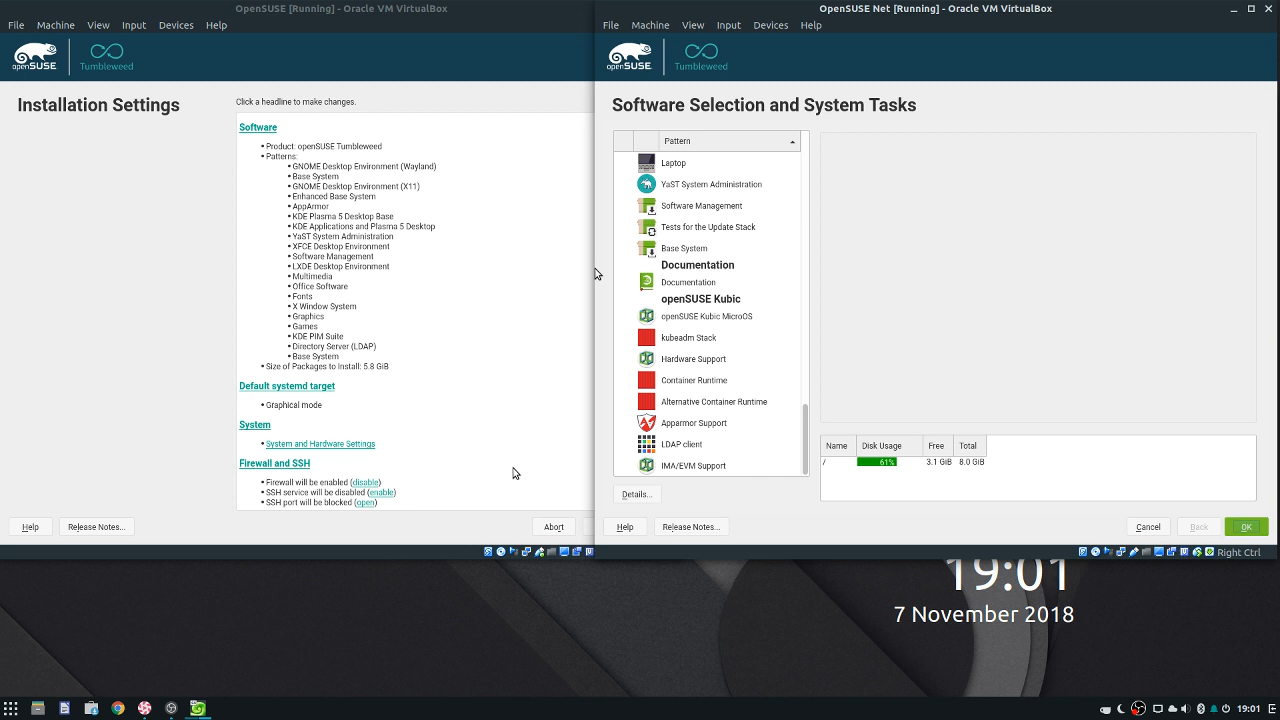 OpenSUSE [Running] - Oracle VM VirtualBox
File Machine View Input Devices Help
openSUSE Tumbleweed
Installation Settings
Click a headline to make changes.
Software
• Product: openSUSE Tumbleweed
• Patterns:
• GNOME Desktop Environment (Wayland)
• Base System
• GNOME Desktop Environment (X11)
• Enhanced Base System
• AppArmor
• KDE Plasma 5 Desktop Base
• KDE Applications and Plasma 5 Desktop
• YaST System Administration
• XFCE Desktop Environment
• Software Management
• LXDE Desktop Environment
• Multimedia
• Office Software
• Fonts
• X Window System
• Graphics
• Games
• KDE PIM Suite
• Directory Server (LDAP)
• Base System
• Size of Packages to Install: 5.8 GiB
Default systemd target
• Graphical mode
System
• System and Hardware Settings
Firewall and SSH
• Firewall will be enabled (disable)
• SSH service will be disabled (enable)
• SSH port will be blocked (open)
Help Release Notes... Abort
OpenSUSE Net [Running] - Oracle VM VirtualBox
File Machine View Input Devices Help
openSUSE Tumbleweed
Software Selection and System Tasks
Pattern
Laptop
YaST System Administration
Software Management
Tests for the Update Stack
Base System
Documentation
Documentation
openSUSE Kubic
openSUSE Kubic MicroOS
kubeadm Stack
Hardware Support
Container Runtime
Alternative Container Runtime
Apparmor Support
LDAP client
IMA/EVM Support
Name Disk Usage Free Total
/ 61% 3.1 GiB 8.0 GiB
Details...
Help Release Notes... Cancel Back OK
Right Ctrl
19:01
7 November 2018
19:01